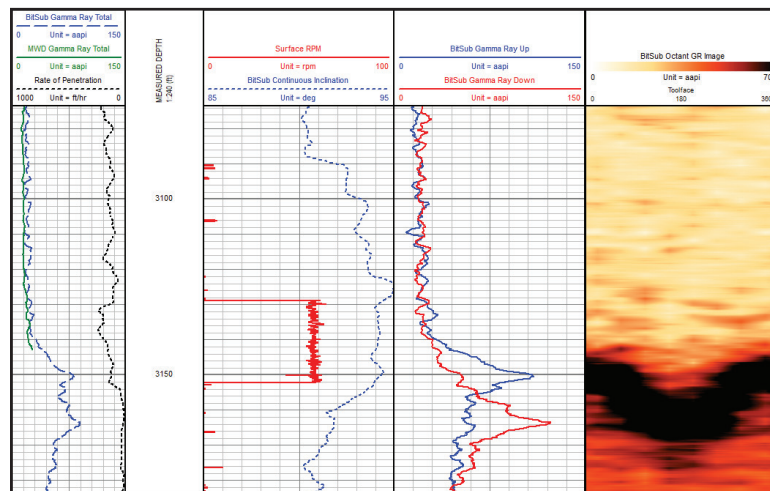 BitSub Gamma Ray Total
0 Unit = aapi 150
MWD Gamma Ray Total
0 Unit = aapi 150
Rate of Penetration
1000 Unit = ft/hr 0
MEASURED DEPTH
1:240 (ft)
Surface RPM
0 Unit = rpm 100
BitSub Continuous Inclination
85 Unit = deg 95
BitSub Gamma Ray Up
0 Unit = aapi 150
BitSub Gamma Ray Down
0 Unit = aapi 150
BitSub Octant GR Image
0 Unit = aapi 70
Toolface
0 180 360
3100
3150